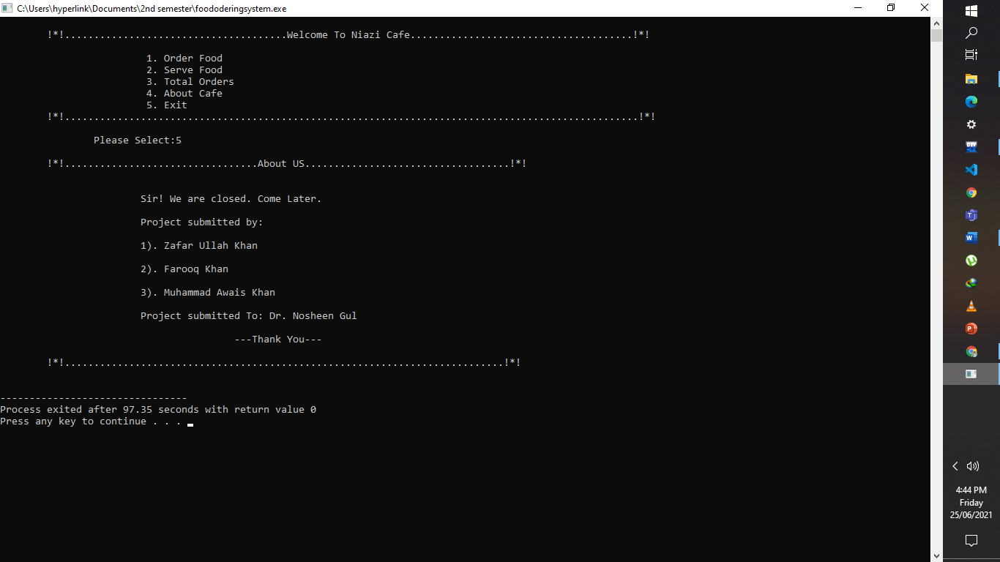 C:\Users\hyperlink\Documents\2nd semester\foododeringsystem.exe
!*!......................................Welcome To Niazi Cafe......................................!*!
1. Order Food
2. Serve Food
3. Total Orders
4. About Cafe
5. Exit
!*!..................................................................................................!*!
Please Select:5
!*!.................................About US...................................!*!
Sir! We are closed. Come Later.
Project submitted by:
1). Zafar Ullah Khan
2). Farooq Khan
3). Muhammad Awais Khan
Project submitted To: Dr. Nosheen Gul
---Thank You---
!*!...........................................................................!*!
--------------------------------
Process exited after 97.35 seconds with return value 0
Press any key to continue . . .
DEV
T
W
P
4:44 PM
Friday
25/06/2021